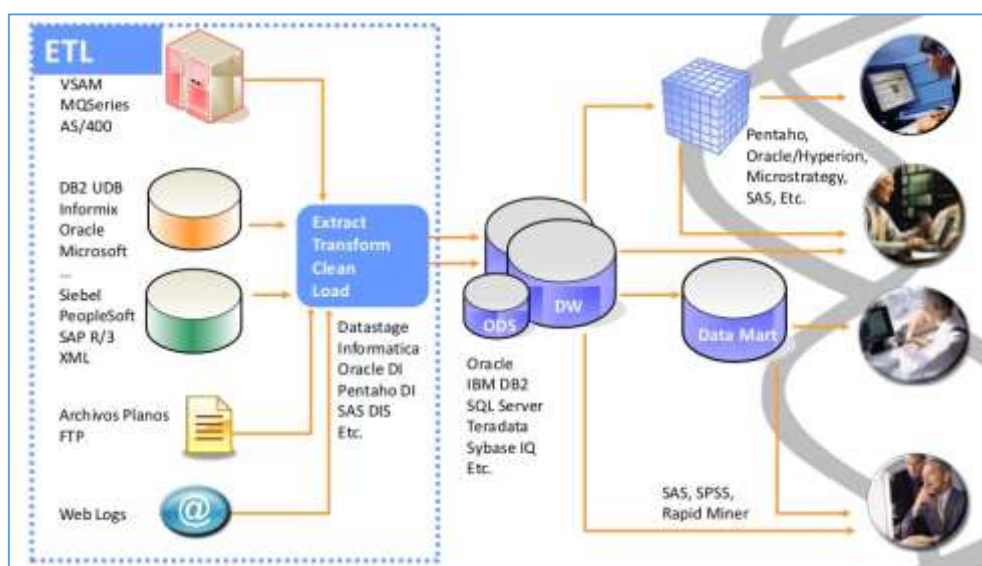 ETL
VSAM
MQSeries
AS/400
DB2 UDB
Informix
Oracle
Microsoft
...
Siebel
PeopleSoft
SAP R/3
XML
Archivos Planos
FTP
Web Logs
@
Extract
Transform
Clean
Load
Datastage
Informatica
Oracle DI
Pentaho DI
SAS DIS
Etc.
ODS
DW
Oracle
IBM DB2
SQL Server
Teradata
Sybase IQ
Etc.
Pentaho,
Oracle/Hyperion,
Microstrategy,
SAS, Etc.
Data Mart
SAS, SPSS,
Rapid Miner